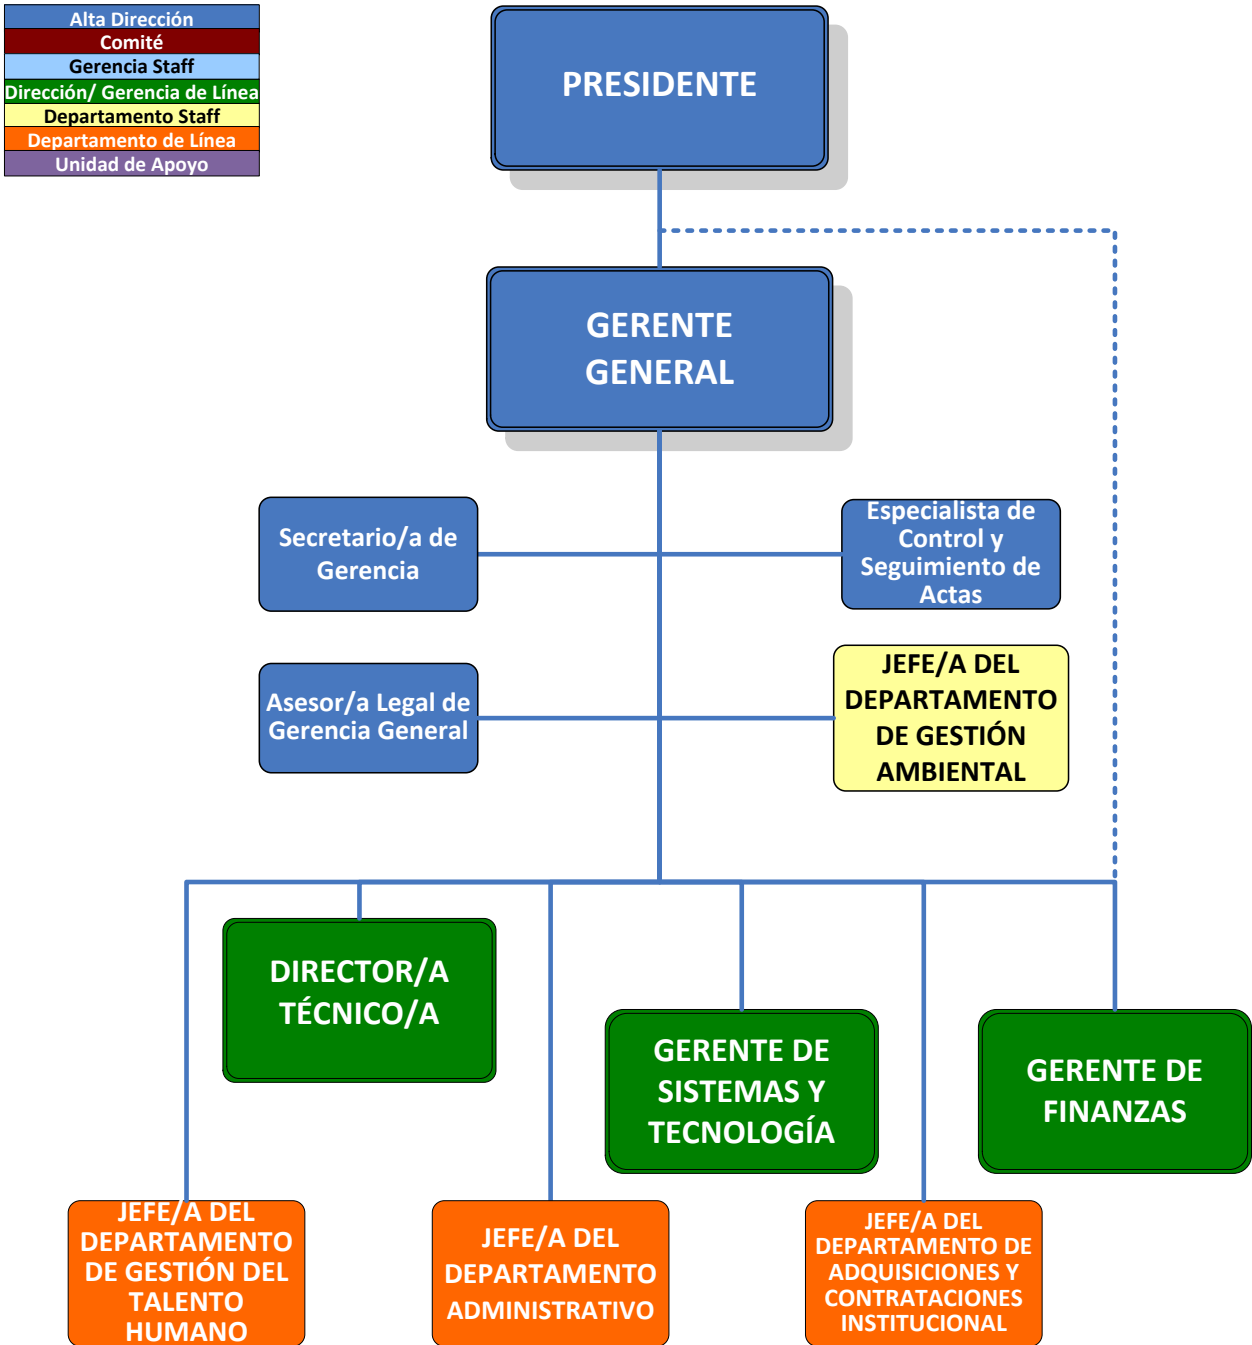 Alta Dirección
Comité
Gerencia Staff
Dirección/ Gerencia de Línea
Departamento Staff
Departamento de Línea
Unidad de Apoyo
PRESIDENTE
GERENTE
GENERAL
Secretario/a de
Gerencia
Especialista de
Control y
Seguimiento de
Actas
Asesor/a Legal de
Gerencia General
JEFE/A DEL
DEPARTAMENTO
DE GESTIÓN
AMBIENTAL
DIRECTOR/A
TÉCNICO/A
GERENTE DE
SISTEMAS Y
TECNOLOGÍA
GERENTE DE
FINANZAS
JEFE/A DEL
DEPARTAMENTO
DE GESTIÓN DEL
TALENTO
HUMANO
JEFE/A DEL
DEPARTAMENTO
ADMINISTRATIVO
JEFE/A DEL
DEPARTAMENTO DE
ADQUISICIONES Y
CONTRATACIONES
INSTITUCIONAL